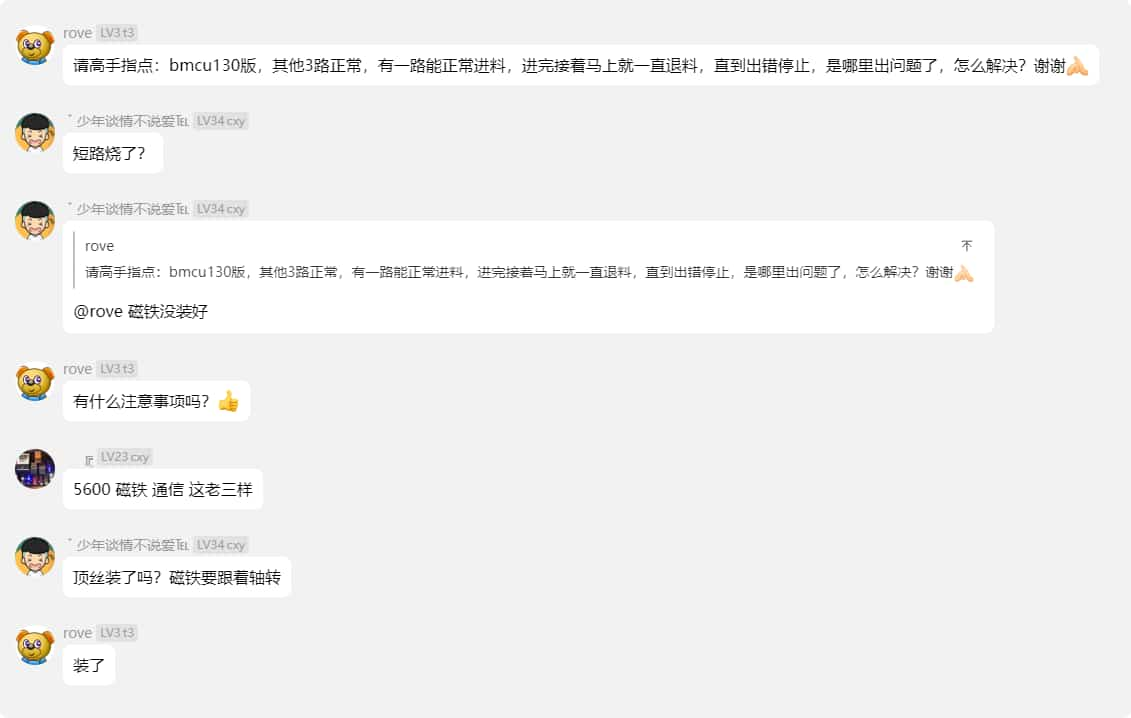 rove LV3 t3
请高手指点：bmcu130版，其他3路正常，有一路能正常进料，进完接着马上就一直退料，直到出错停止，是哪里出问题了，怎么解决？谢谢🙏🏻
少年谈情不说爱℡ LV34 cxy
短路烧了？
少年谈情不说爱℡ LV34 cxy
rove
请高手指点：bmcu130版，其他3路正常，有一路能正常进料，进完接着马上就一直退料，直到出错停止，是哪里出问题了，怎么解决？谢谢🙏🏻
@rove 磁铁没装好
rove LV3 t3
有什么注意事项吗？👍
LV23 cxy
5600 磁铁 通信 这老三样
少年谈情不说爱℡ LV34 cxy
顶丝装了吗？磁铁要跟着轴转
rove LV3 t3
装了